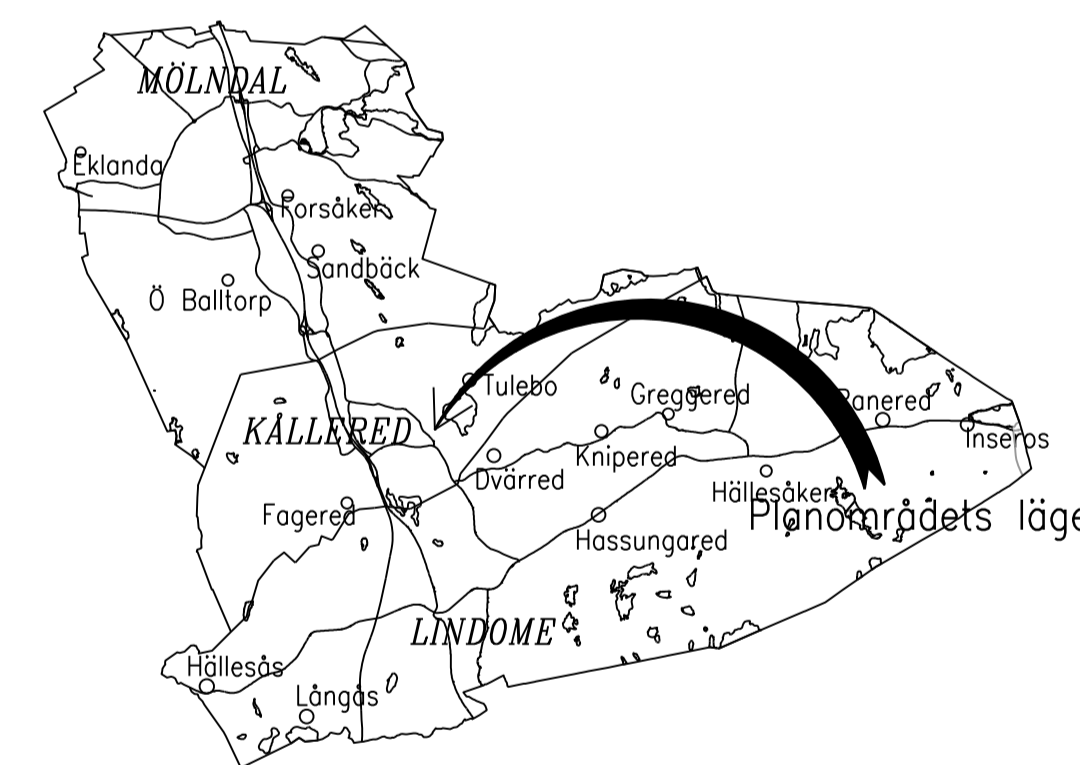 MÖLNDAL
Eklanda
Forsåker
Sandbäck
Ö Balltorp
Tulebo
Greggered
Ranered
KÅLLERED
Inseros
Knipered
Dvärred
Hällesåker
Fagered
Planområdets läge
Hassungared
LINDOME
Hällesås
Långås